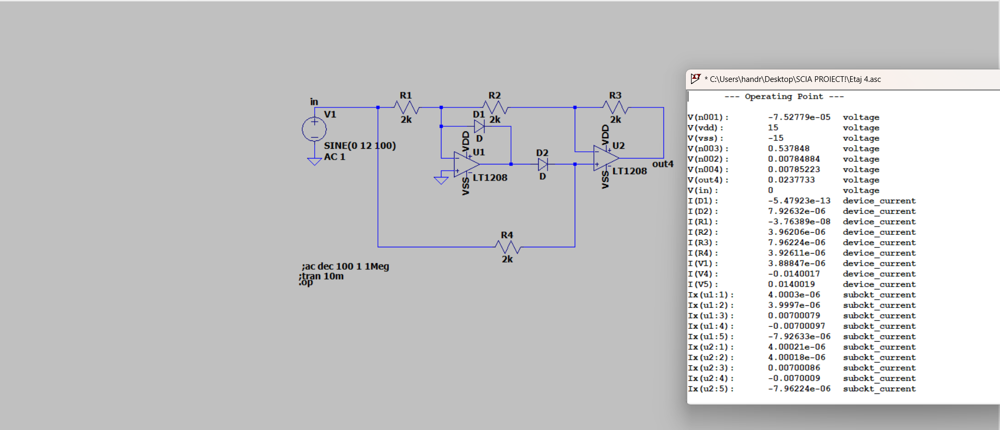 in
V1
SINE(0 12 100)
AC 1
R1
2k
R2
2k
R3
2k
D1
D
VDD
U1
LT1208
VSS
D2
D
VDD
U2
LT1208
VSS
out4
R4
2k
;ac dec 100 1 1Meg
;tran 10m
.op
* C:\Users\handr\Desktop\SCIA PROIECT!\Etaj 4.asc
--- Operating Point ---
V(n001): -7.52779e-05 voltage
V(vdd): 15 voltage
V(vss): -15 voltage
V(n003): 0.537848 voltage
V(n002): 0.00784884 voltage
V(n004): 0.00785223 voltage
V(out4): 0.0237733 voltage
V(in): 0 voltage
I(D1): -5.47923e-13 device_current
I(D2): 7.92632e-06 device_current
I(R1): -3.76389e-08 device_current
I(R2): 3.96206e-06 device_current
I(R3): 7.96224e-06 device_current
I(R4): 3.92611e-06 device_current
I(V1): 3.88847e-06 device_current
I(V4): -0.0140017 device_current
I(V5): 0.0140019 device_current
Ix(u1:1): 4.0003e-06 subckt_current
Ix(u1:2): 3.9997e-06 subckt_current
Ix(u1:3): 0.00700079 subckt_current
Ix(u1:4): -0.00700097 subckt_current
Ix(u1:5): -7.92633e-06 subckt_current
Ix(u2:1): 4.00021e-06 subckt_current
Ix(u2:2): 4.00018e-06 subckt_current
Ix(u2:3): 0.00700086 subckt_current
Ix(u2:4): -0.0070009 subckt_current
Ix(u2:5): -7.96224e-06 subckt_current